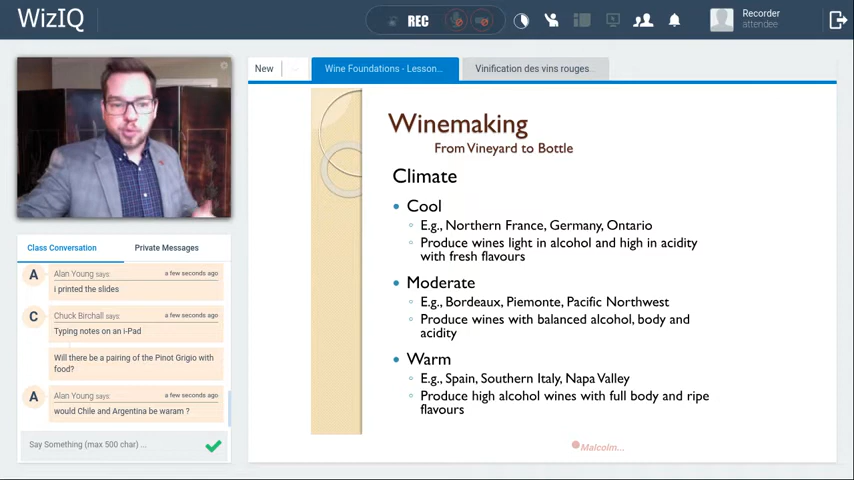 WizIQ
REC
Recorder
attendee
New
Wine Foundations - Lesson...
Vinification des vins rouges...
Winemaking
From Vineyard to Bottle
Climate
• Cool
E.g., Northern France, Germany, Ontario
Produce wines light in alcohol and high in acidity
with fresh flavours
• Moderate
E.g., Bordeaux, Piemonte, Pacific Northwest
Produce wines with balanced alcohol, body and
acidity
• Warm
E.g., Spain, Southern Italy, Napa Valley
Produce high alcohol wines with full body and ripe
flavours
Malcolm...
Class Conversation
Private Messages
A
Alan Young says: a few seconds ago
i printed the slides
C
Chuck Birchall says: a few seconds ago
Typing notes on an i-Pad
Will there be a pairing of the Pinot Grigio with
food?
A
Alan Young says: a few seconds ago
would Chile and Argentina be waram ?
Say Something (max 500 char) ...